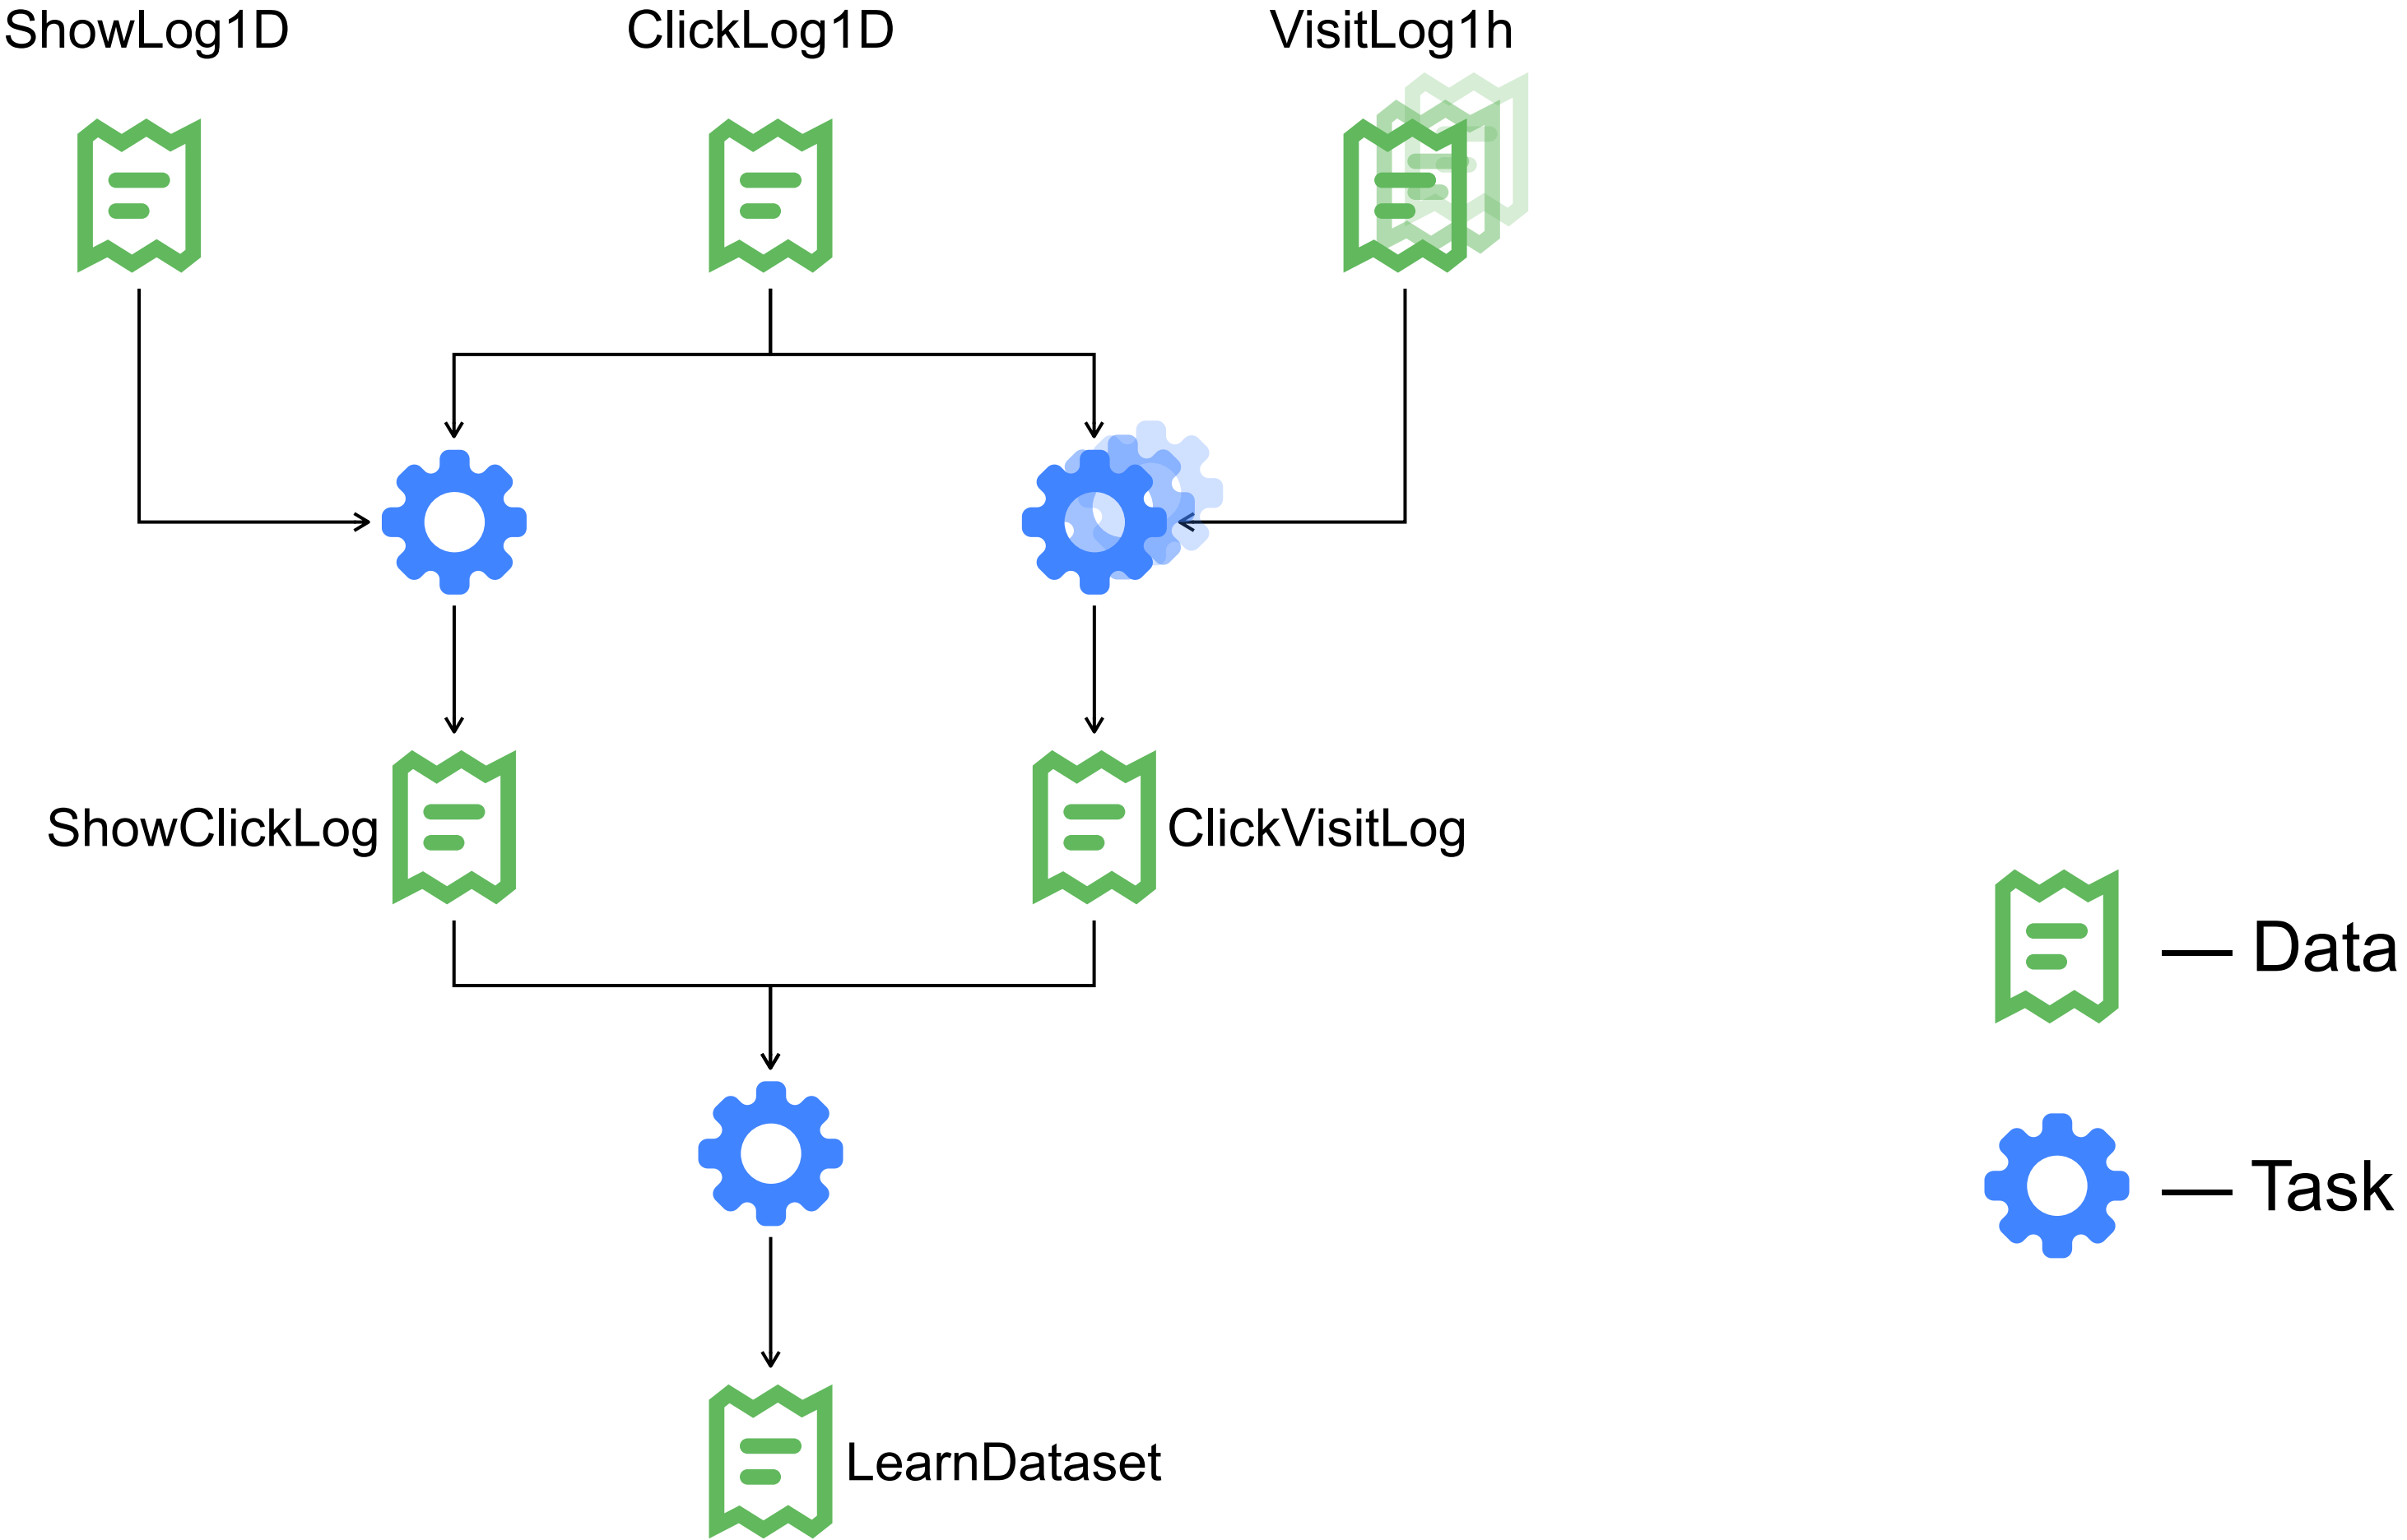 ShowLog1D
ClickLog1D
VisitLog1h
ShowClickLog
ClickVisitLog
— Data
— Task
LearnDataset